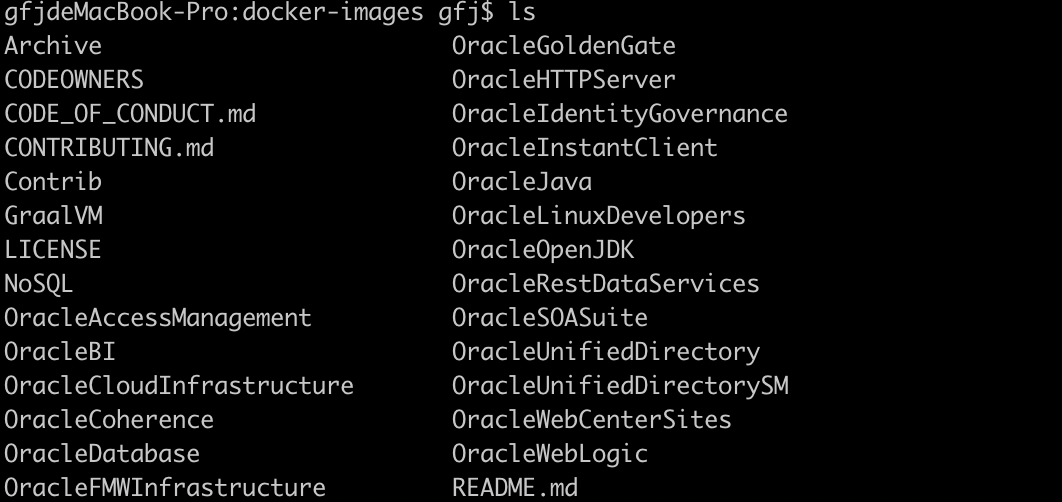 gfjdeMacBook-Pro:docker-images gfj$ ls
Archive                         OracleGoldenGate
CODEOWNERS                      OracleHTTPServer
CODE_OF_CONDUCT.md              OracleIdentityGovernance
CONTRIBUTING.md                 OracleInstantClient
Contrib                         OracleJava
GraalVM                         OracleLinuxDevelopers
LICENSE                         OracleOpenJDK
NoSQL                           OracleRestDataServices
OracleAccessManagement          OracleSOASuite
OracleBI                        OracleUnifiedDirectory
OracleCloudInfrastructure       OracleUnifiedDirectorySM
OracleCoherence                 OracleWebCenterSites
OracleDatabase                  OracleWebLogic
OracleFMWInfrastructure         README.md